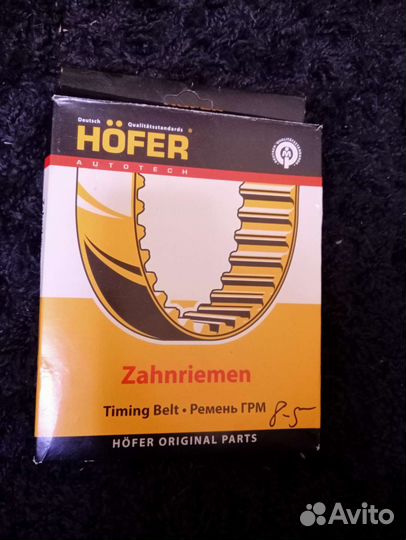 Deutsch Qualitätsstandards
HÖFER®
AUTOTECH
Zahnriemen
Timing Belt • Ремень ГРМ 8-5
HÖFER ORIGINAL PARTS
Avito